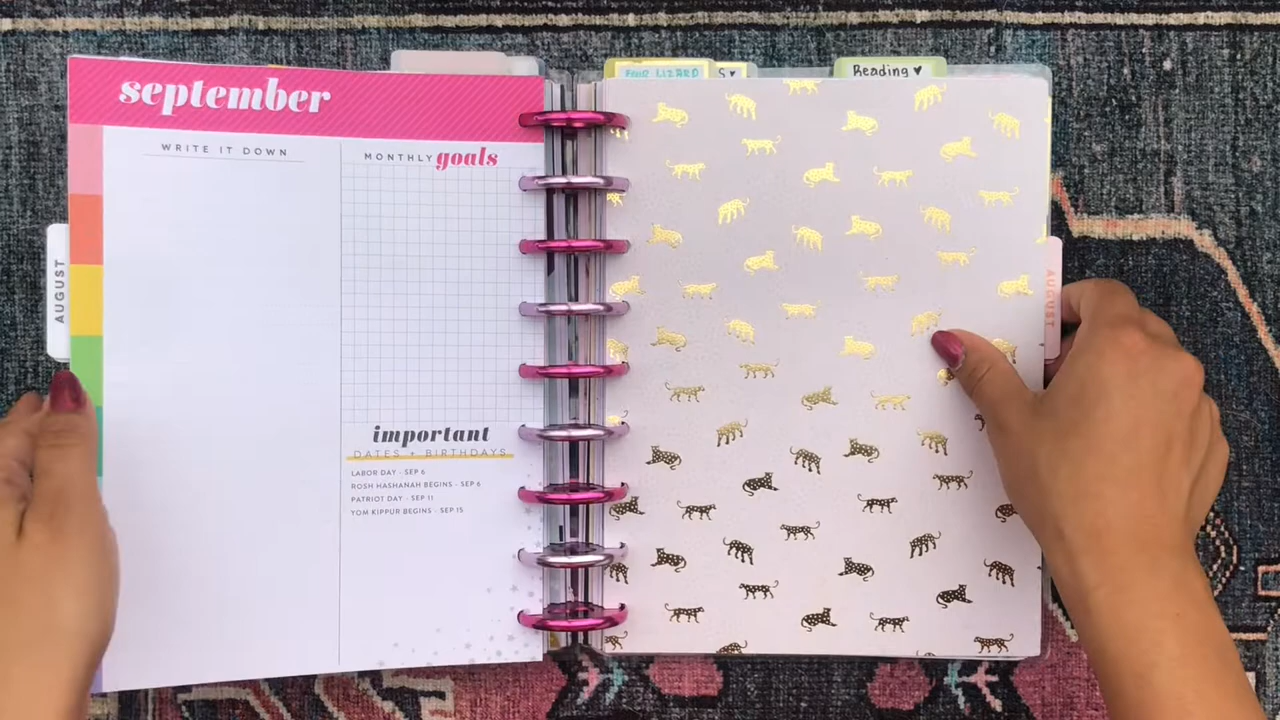 september
WRITE IT DOWN
MONTHLY goals
important
DATES + BIRTHDAYS
LABOR DAY - SEP 6
ROSH HASHANAH BEGINS - SEP 6
PATRIOT DAY - SEP 11
YOM KIPPUR BEGINS - SEP 15
AUGUST
LIZARD
S ♥
Reading ♥
AUGUST